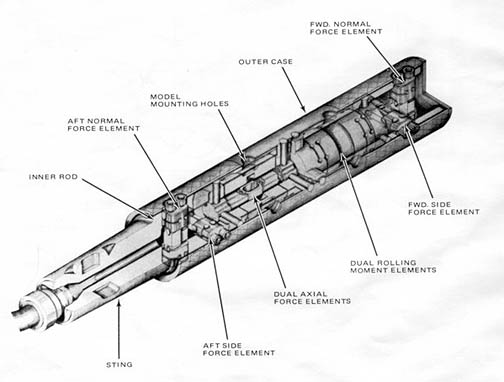 FWD. NORMAL
FORCE ELEMENT
OUTER CASE
MODEL
MOUNTING HOLES
AFT NORMAL
FORCE ELEMENT
INNER ROD
FWD. SIDE
FORCE ELEMENT
DUAL ROLLING
MOMENT ELEMENTS
DUAL AXIAL
FORCE ELEMENTS
AFT SIDE
FORCE ELEMENT
STING